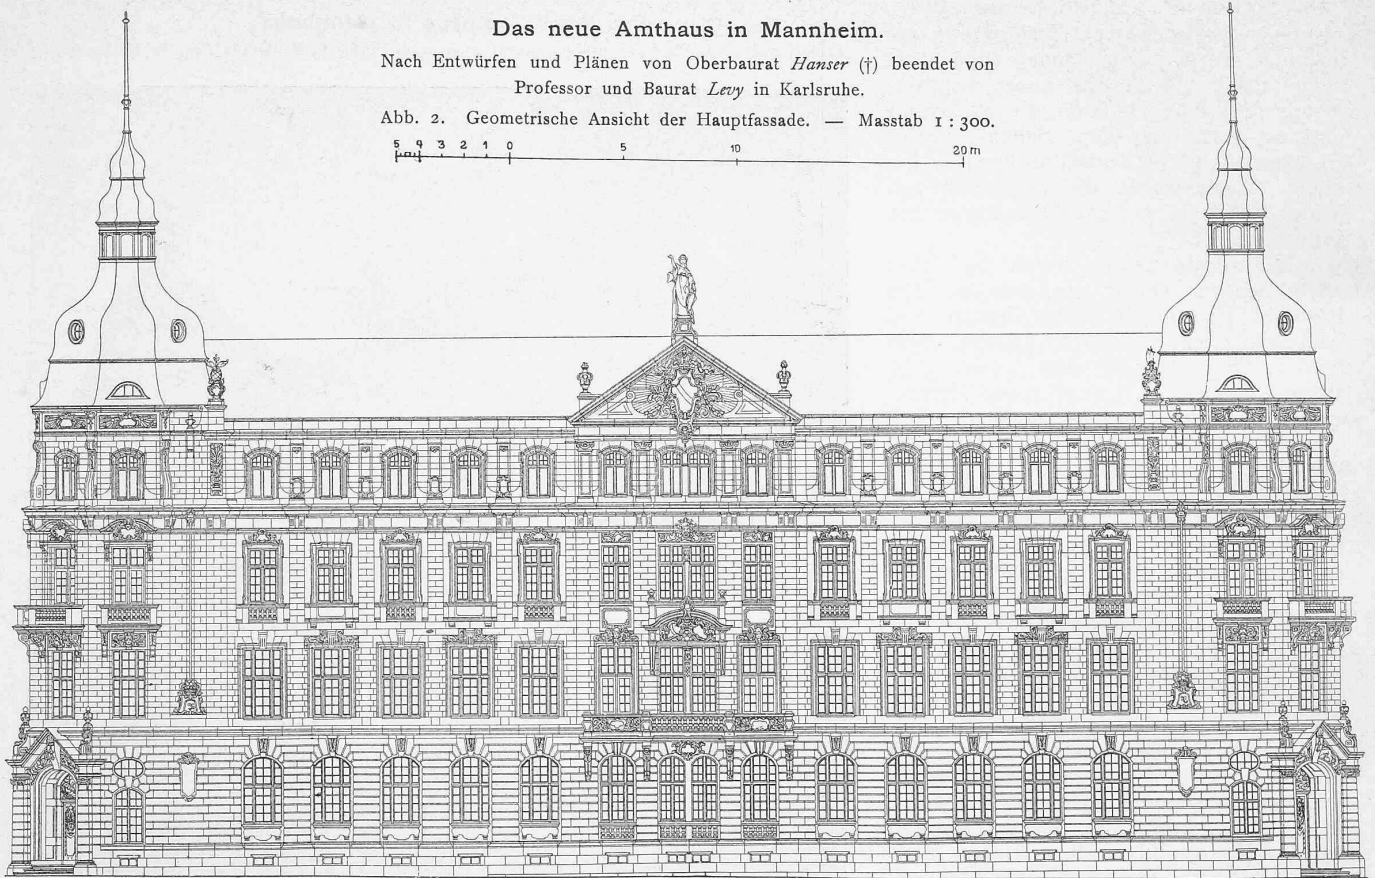 Das neue Amthaus in Mannheim.
Nach Entwürfen und Plänen von Oberbaurat Hanser (†) beendet von
Professor und Baurat Levy in Karlsruhe.
Abb. 2. Geometrische Ansicht der Hauptfassade. — Masstab 1 : 300.
5 4 3 2 1 0 5 10 20 m